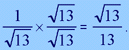 1/√13 × √13/√13 = √13/13.